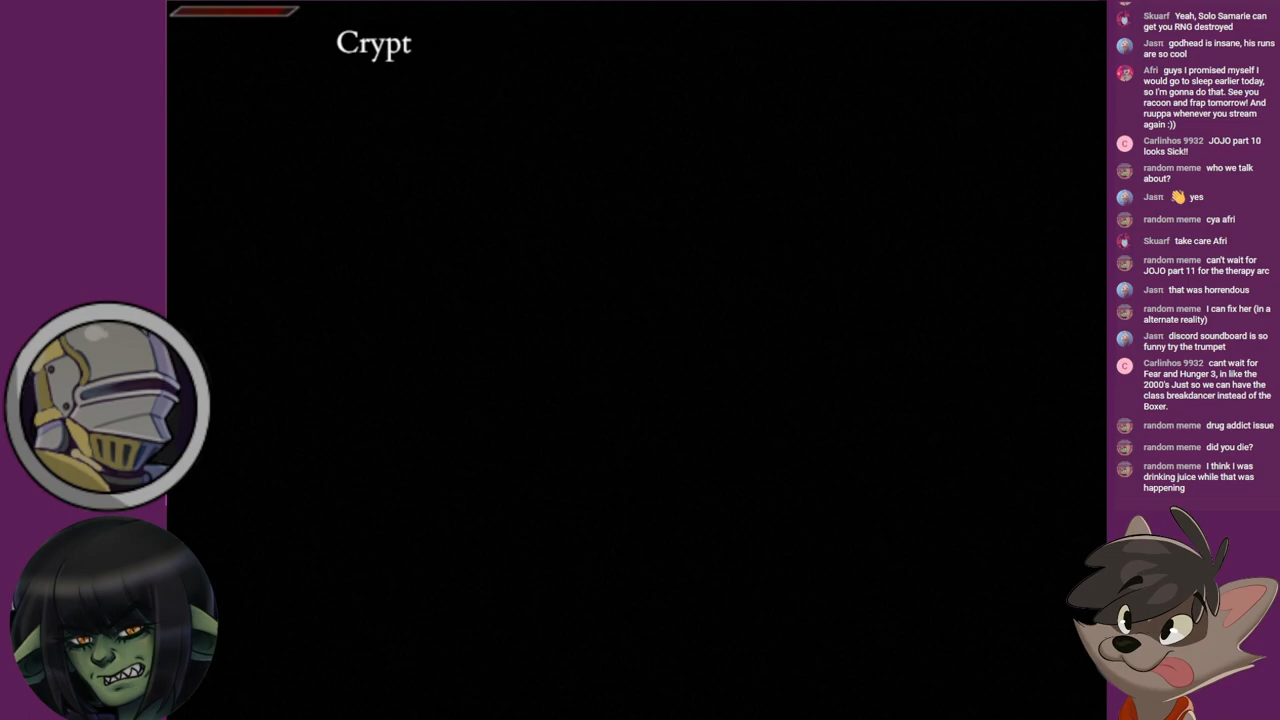 Crypt
Skuarf Yeah, Solo Samarie can
get you RNG destroyed
Jasπ godhead is insane, his runs
are so cool
Afri guys I promised myself I
would go to sleep earlier today,
so I'm gonna do that. See you
racoon and frap tomorrow! And
ruuppa whenever you stream
again :))
C Carlinhos 9932 JOJO part 10
looks Sick!!
random meme who we talk
about?
Jasπ 👏 yes
random meme cya afri
Skuarf take care Afri
random meme can't wait for
JOJO part 11 for the therapy arc
Jasπ that was horrendous
random meme I can fix her (in a
alternate reality)
Jasπ discord soundboard is so
funny try the trumpet
C Carlinhos 9932 cant wait for
Fear and Hunger 3, in like the
2000's Just so we can have the
class breakdancer instead of the
Boxer.
random meme drug addict issue
random meme did you die?
random meme I think I was
drinking juice while that was
happening